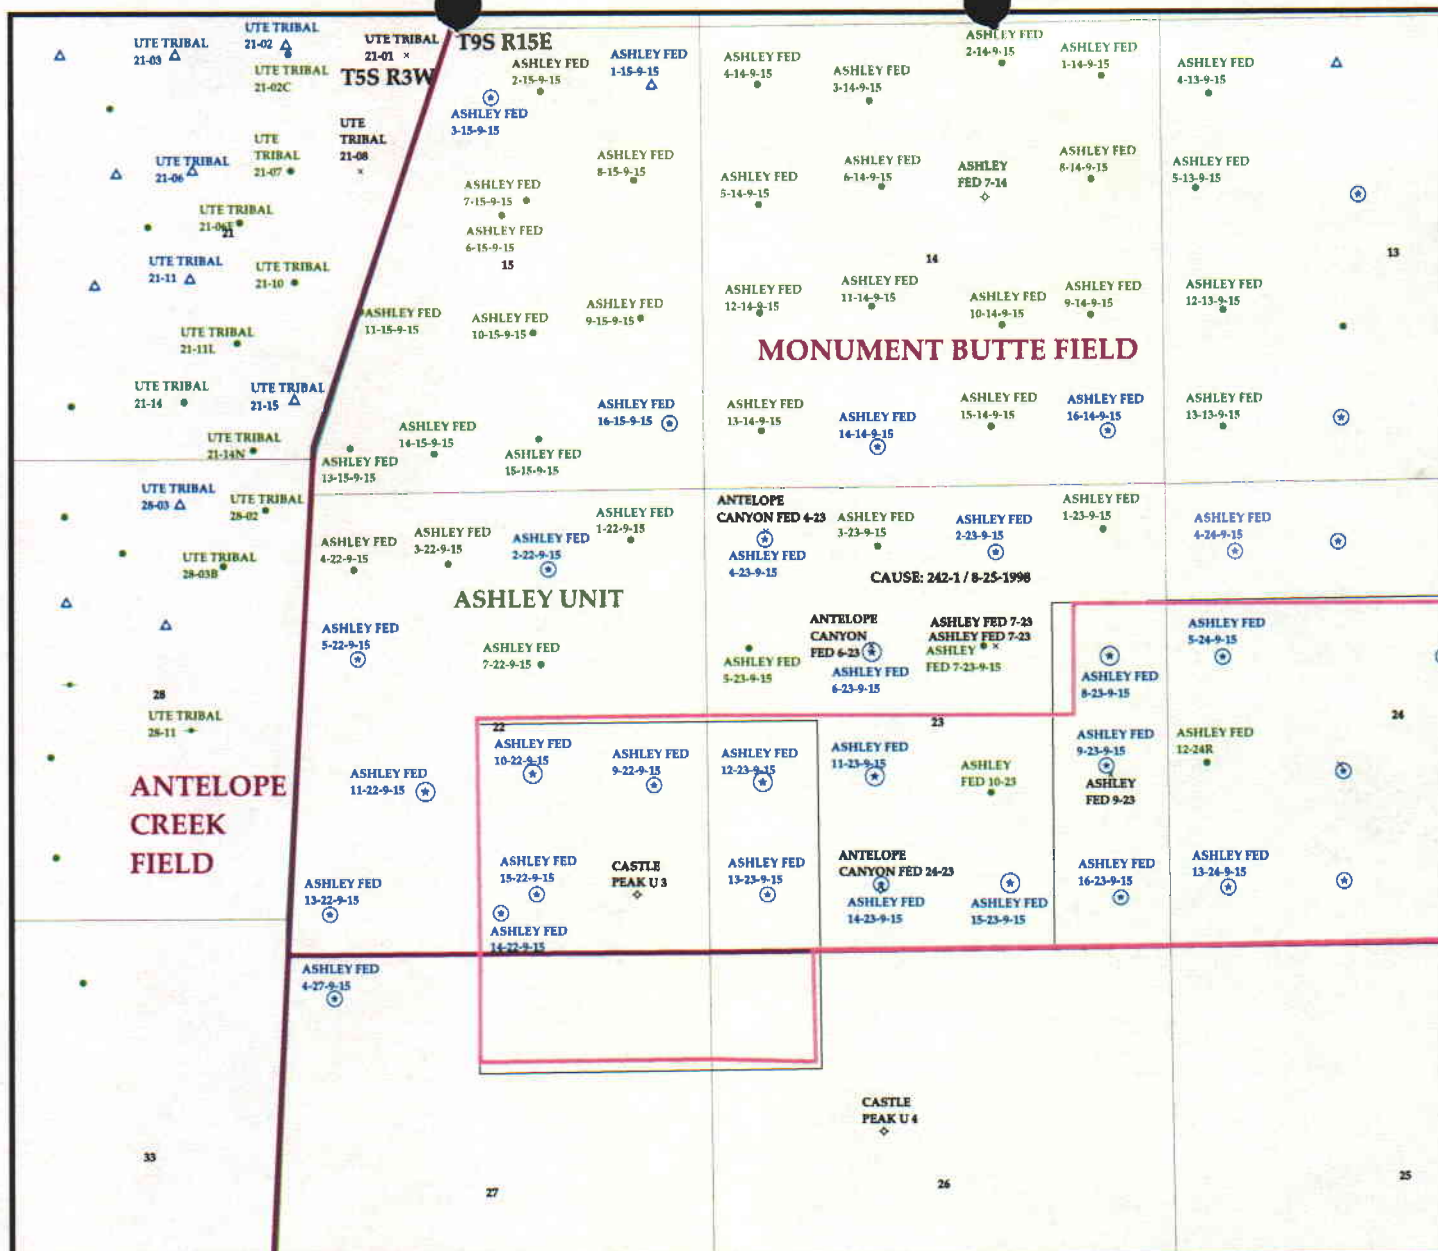 UTE TRIBAL
21-03
UTE TRIBAL
21-02
UTE TRIBAL
21-02C
UTE TRIBAL
21-01
T5S R3W
T9S R15E
ASHLEY FED
2-15-9-15
ASHLEY FED
1-15-9-15
ASHLEY FED
3-15-9-15
ASHLEY FED
4-14-9-15
ASHLEY FED
3-14-9-15
ASHLEY FED
2-14-9-15
ASHLEY FED
1-14-9-15
ASHLEY FED
4-13-9-15
UTE TRIBAL
21-06
UTE
TRIBAL
21-07
UTE
TRIBAL
21-08
ASHLEY FED
7-15-9-15
ASHLEY FED
8-15-9-15
ASHLEY FED
5-14-9-15
ASHLEY FED
6-14-9-15
ASHLEY
FED 7-14
ASHLEY FED
8-14-9-15
ASHLEY FED
5-13-9-15
UTE TRIBAL
21
ASHLEY FED
6-15-9-15
15
14
13
UTE TRIBAL
21-11
UTE TRIBAL
21-10
ASHLEY FED
11-15-9-15
ASHLEY FED
10-15-9-15
ASHLEY FED
9-15-9-15
ASHLEY FED
12-14-9-15
ASHLEY FED
11-14-9-15
ASHLEY FED
10-14-9-15
ASHLEY FED
9-14-9-15
ASHLEY FED
12-13-9-15
UTE TRIBAL
21-11L
MONUMENT BUTTE FIELD
UTE TRIBAL
21-14
UTE TRIBAL
21-15
ASHLEY FED
16-15-9-15
ASHLEY FED
13-14-9-15
ASHLEY FED
14-14-9-15
ASHLEY FED
15-14-9-15
ASHLEY FED
16-14-9-15
ASHLEY FED
13-13-9-15
UTE TRIBAL
21-14N
ASHLEY FED
14-15-9-15
ASHLEY FED
13-15-9-15
ASHLEY FED
15-15-9-15
UTE TRIBAL
28-03
UTE TRIBAL
28-02
UTE TRIBAL
28-03B
ASHLEY FED
4-22-9-15
ASHLEY FED
3-22-9-15
ASHLEY FED
2-22-9-15
ASHLEY FED
1-22-9-15
ANTELOPE
CANYON FED 4-23
ASHLEY FED
4-23-9-15
ASHLEY FED
3-23-9-15
ASHLEY FED
2-23-9-15
ASHLEY FED
1-23-9-15
ASHLEY FED
4-24-9-15
CAUSE: 242-1 / 8-25-1998
ASHLEY UNIT
ASHLEY FED
5-22-9-15
ASHLEY FED
7-22-9-15
ASHLEY FED
5-23-9-15
ANTELOPE
CANYON
FED 6-23
ASHLEY FED
6-23-9-15
ASHLEY FED 7-23
ASHLEY FED 7-23
ASHLEY
FED 7-23-9-15
ASHLEY FED
8-23-9-15
ASHLEY FED
5-24-9-15
28
UTE TRIBAL
28-11
22
23
24
ASHLEY FED
10-22-9-15
ASHLEY FED
9-22-9-15
ASHLEY FED
12-23-9-15
ASHLEY FED
11-23-9-15
ASHLEY
FED 10-23
ASHLEY FED
9-23-9-15
ASHLEY
FED 9-23
ASHLEY FED
12-24R
ANTELOPE
CREEK
FIELD
ASHLEY FED
11-22-9-15
ASHLEY FED
13-22-9-15
ASHLEY FED
15-22-9-15
CASTLE
PEAK U 3
ASHLEY FED
13-23-9-15
ANTELOPE
CANYON FED 24-23
ASHLEY FED
14-23-9-15
ASHLEY FED
15-23-9-15
ASHLEY FED
16-23-9-15
ASHLEY FED
13-24-9-15
ASHLEY FED
14-22-9-15
ASHLEY FED
4-27-9-15
CASTLE
PEAK U 4
33
27
26
25